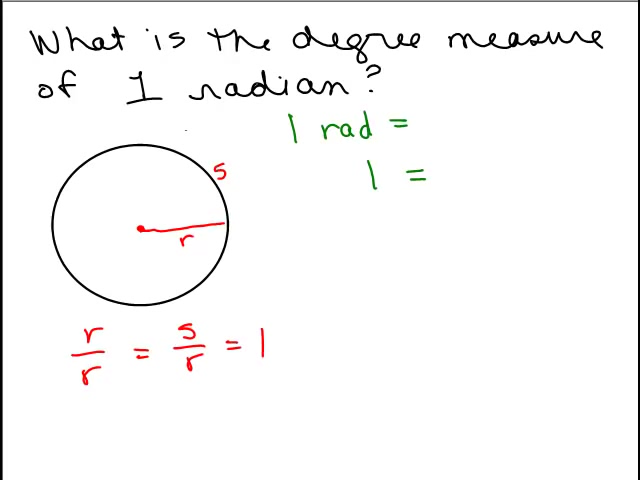 What is the degree measure
of 1 radian?
1 rad =
1 =
s
r
r/r = s/r = 1